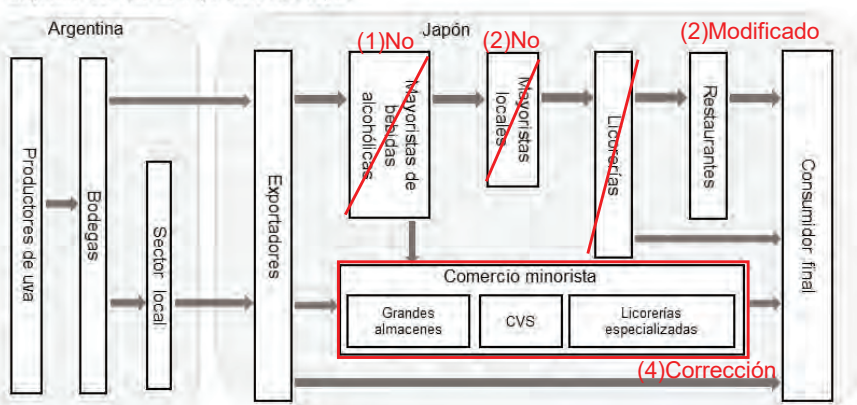 Argentina
Japón
(1)No
(2)No
(2)Modificado
Productores de uva
Bodegas
Sector local
Exportadores
Mayoristas de
bebidas
alcohólicas
Mayoristas
locales
Licorerías
Restaurantes
Consumidor final
Comercio minorista
Grandes
almacenes
CVS
Licorerías
especializadas
(4)Corrección